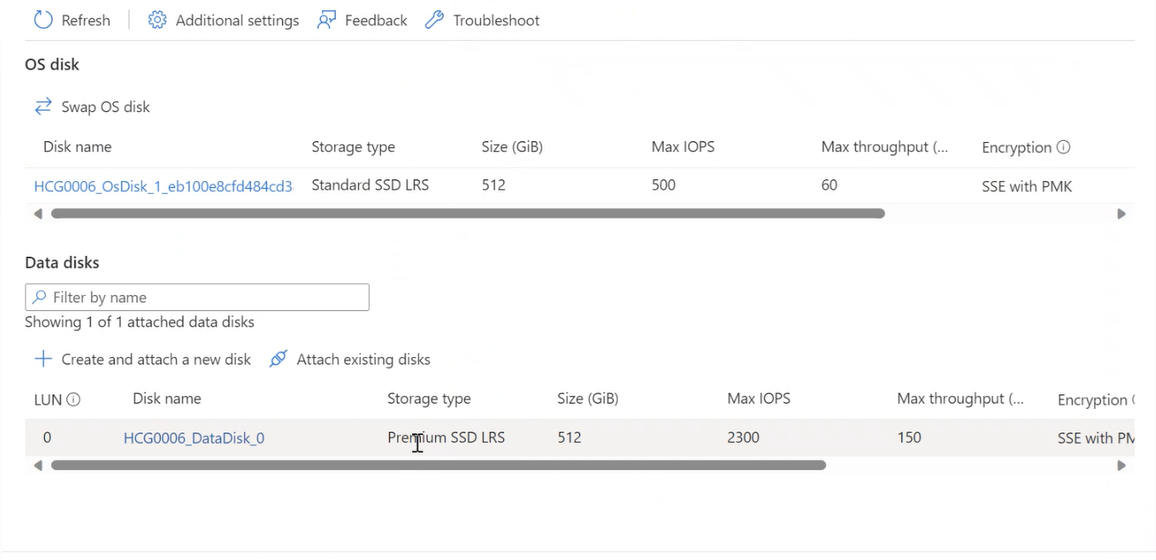 Refresh Additional settings Feedback Troubleshoot
OS disk
Swap OS disk
Disk name Storage type Size (GiB) Max IOPS Max throughput (... Encryption
HCG0006_OsDisk_1_eb100e8cfd484cd3 Standard SSD LRS 512 500 60 SSE with PMK
Data disks
Filter by name
Showing 1 of 1 attached data disks
Create and attach a new disk Attach existing disks
LUN Disk name Storage type Size (GiB) Max IOPS Max throughput (... Encryption
0 HCG0006_DataDisk_0 Premium SSD LRS 512 2300 150 SSE with PM